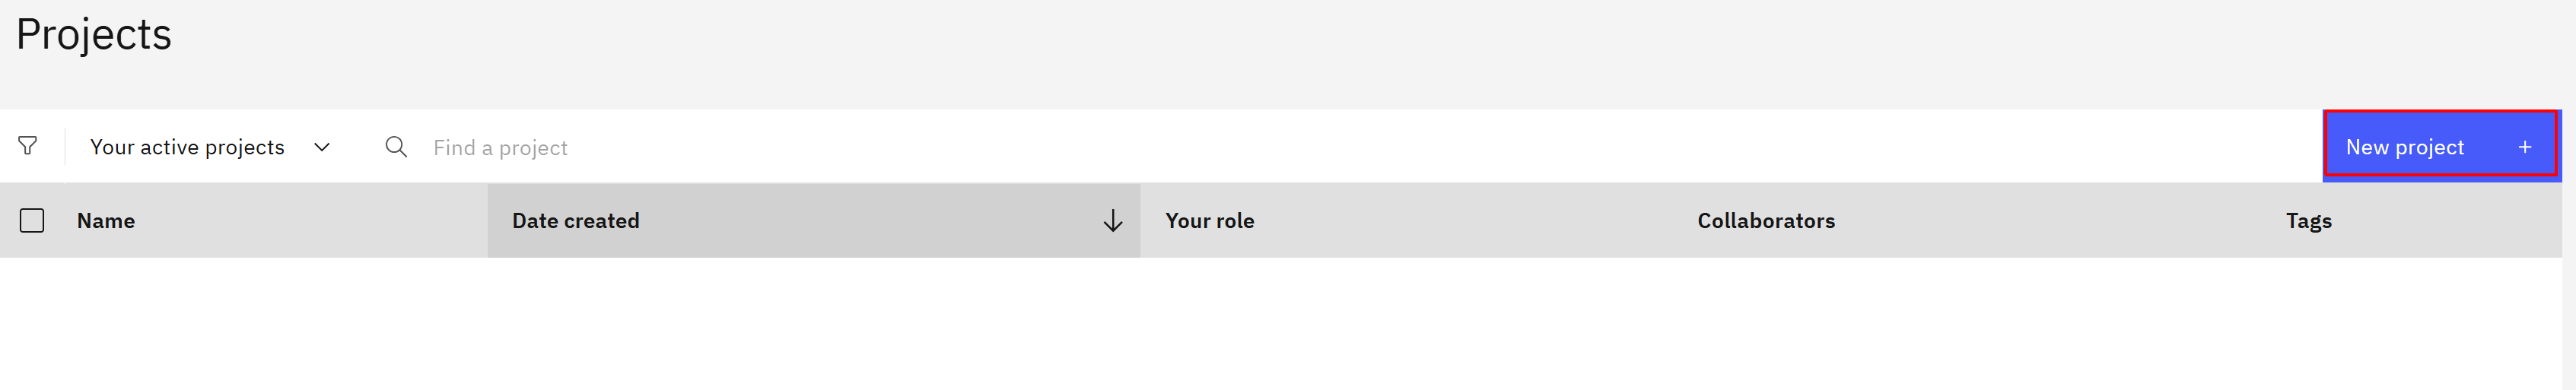 Projects
Your active projects Find a project New project +
Name Date created Your role Collaborators Tags